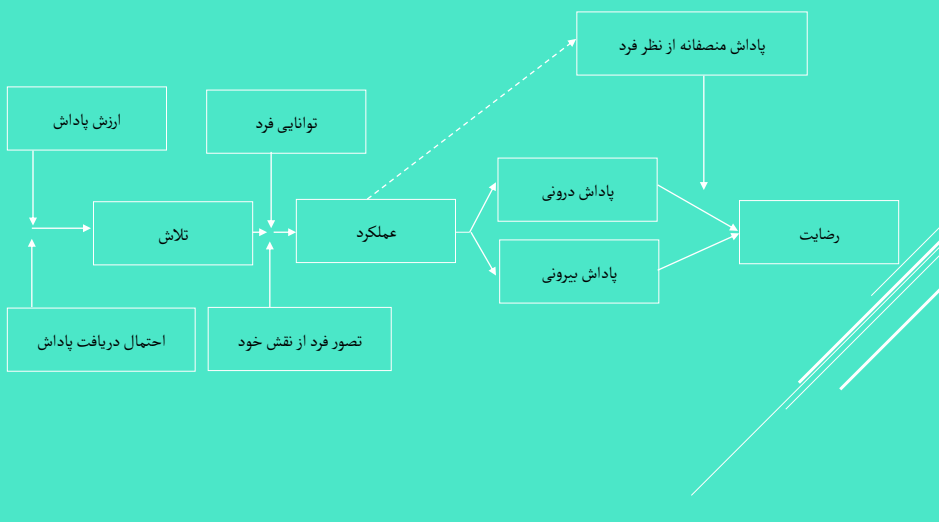 پاداش منصفانه از نظر فرد
ارزش پاداش
توانایی فرد
پاداش درونی
تلاش
عملکرد
رضایت
پاداش بیرونی
احتمال دریافت پاداش
تصور فرد از نقش خود